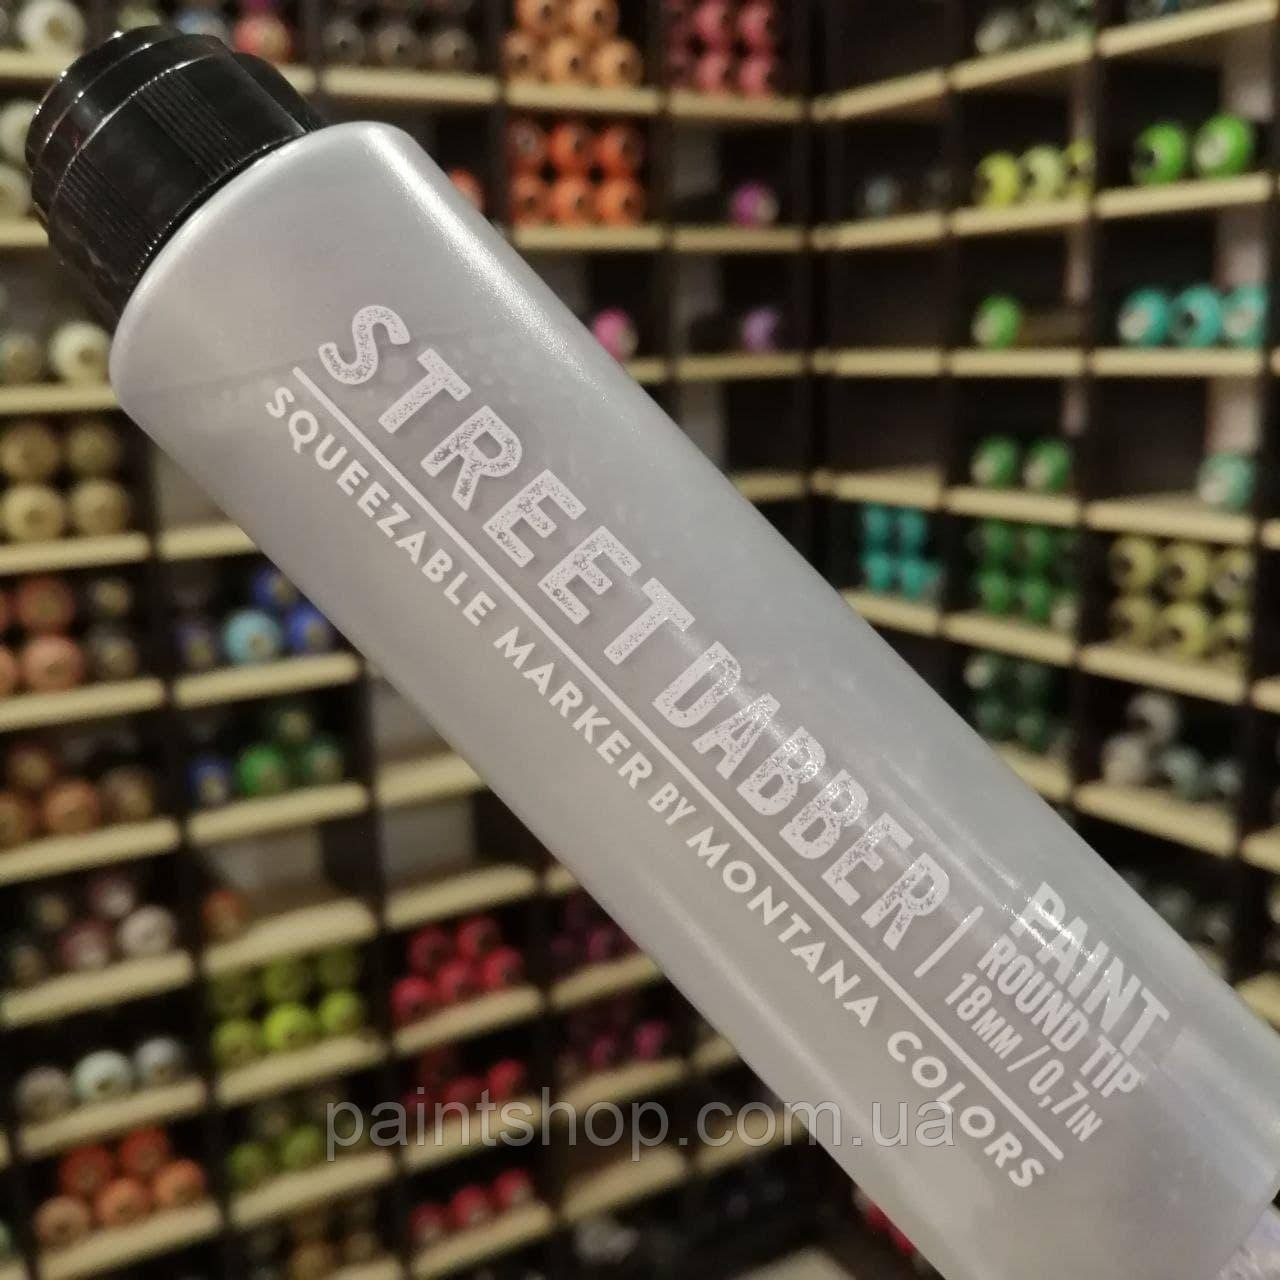 STREET DABBER
SQUEEZABLE MARKER BY MONTANA COLORS
PAINT
ROUND TIP
18MM/0,7IN
paintshop.com.ua